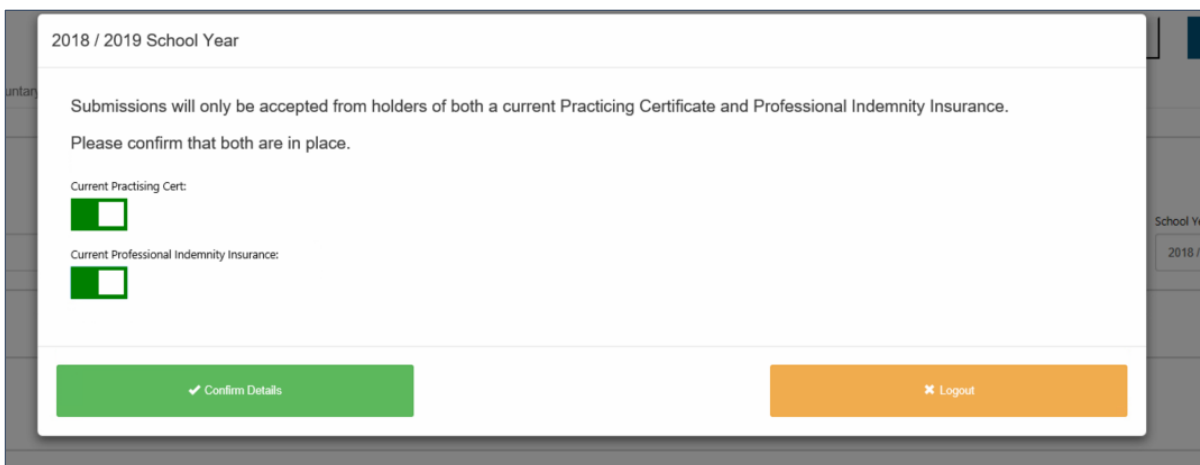 2018 / 2019 School Year
untary
Submissions will only be accepted from holders of both a current Practicing Certificate and Professional Indemnity Insurance.
Please confirm that both are in place.
Current Practising Cert:
School Ye
Current Professional Indemnity Insurance:
2018 /
✔ Confirm Details
✖ Logout